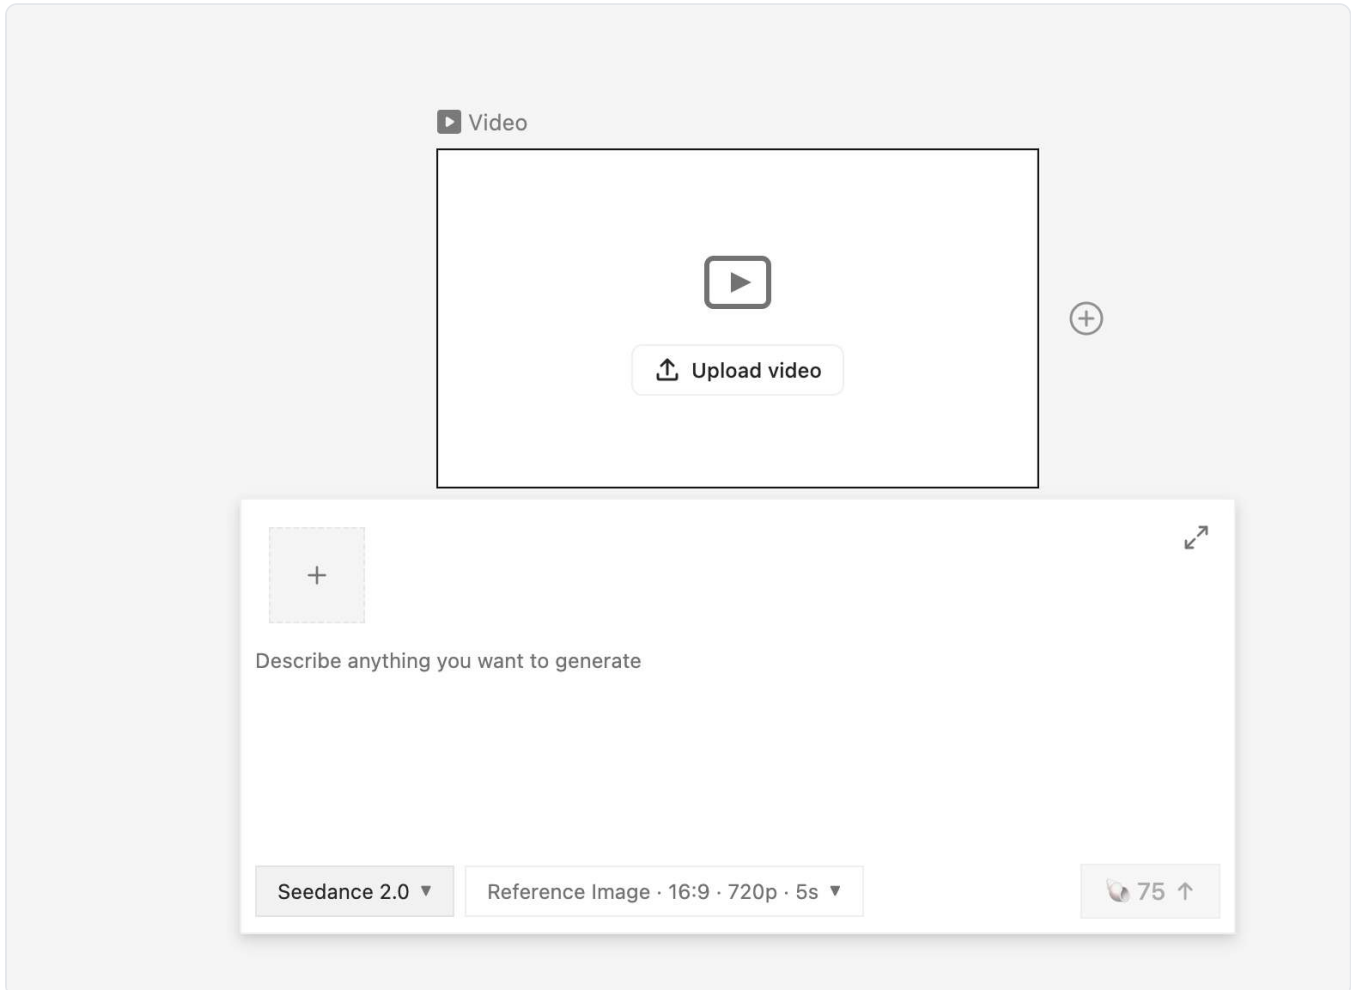 Video
Upload video
Describe anything you want to generate
Seedance 2.0
Reference Image · 16:9 · 720p · 5s
75